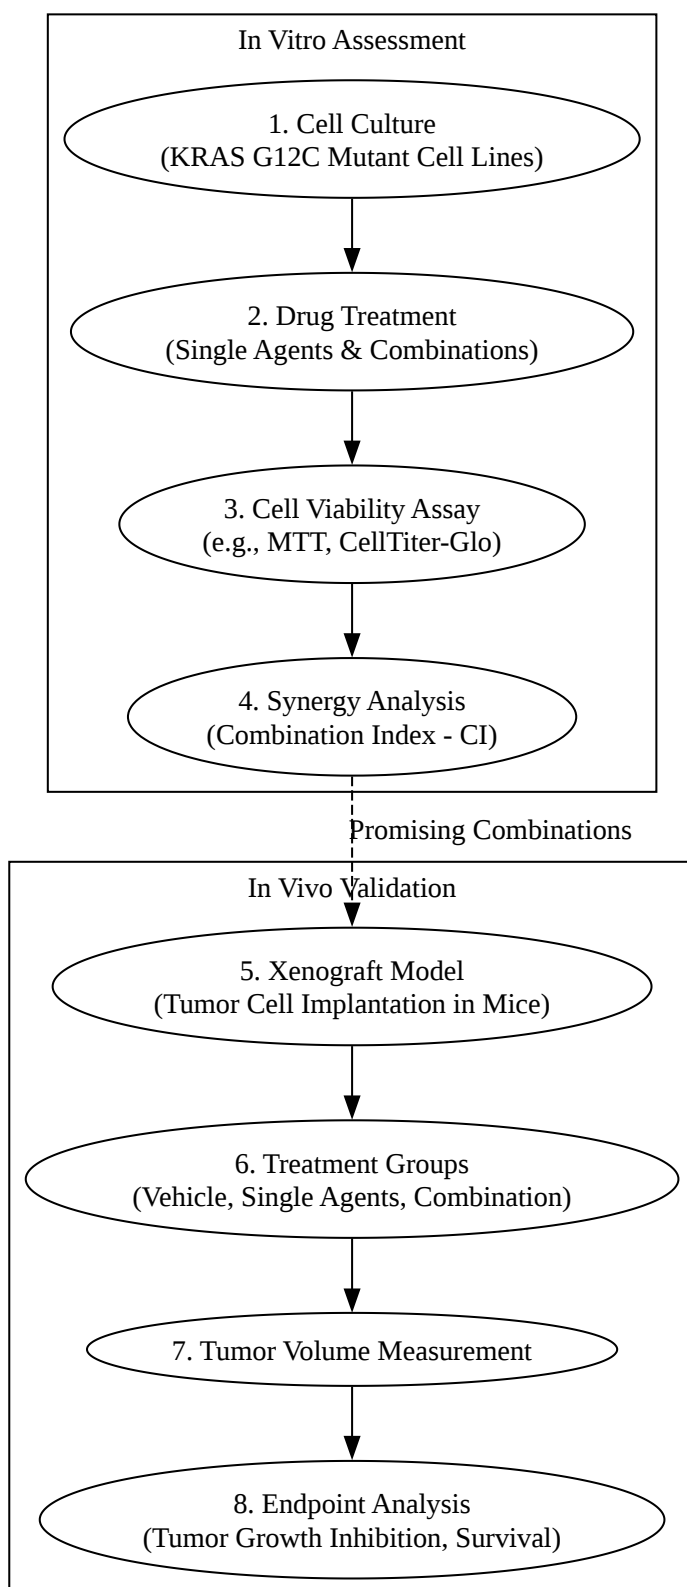 In Vitro Assessment
1. Cell Culture
(KRAS G12C Mutant Cell Lines)
2. Drug Treatment
(Single Agents & Combinations)
3. Cell Viability Assay
(e.g., MTT, CellTiter-Glo)
4. Synergy Analysis
(Combination Index - CI)
Promising Combinations
In Vivo Validation
5. Xenograft Model
(Tumor Cell Implantation in Mice)
6. Treatment Groups
(Vehicle, Single Agents, Combination)
7. Tumor Volume Measurement
8. Endpoint Analysis
(Tumor Growth Inhibition, Survival)